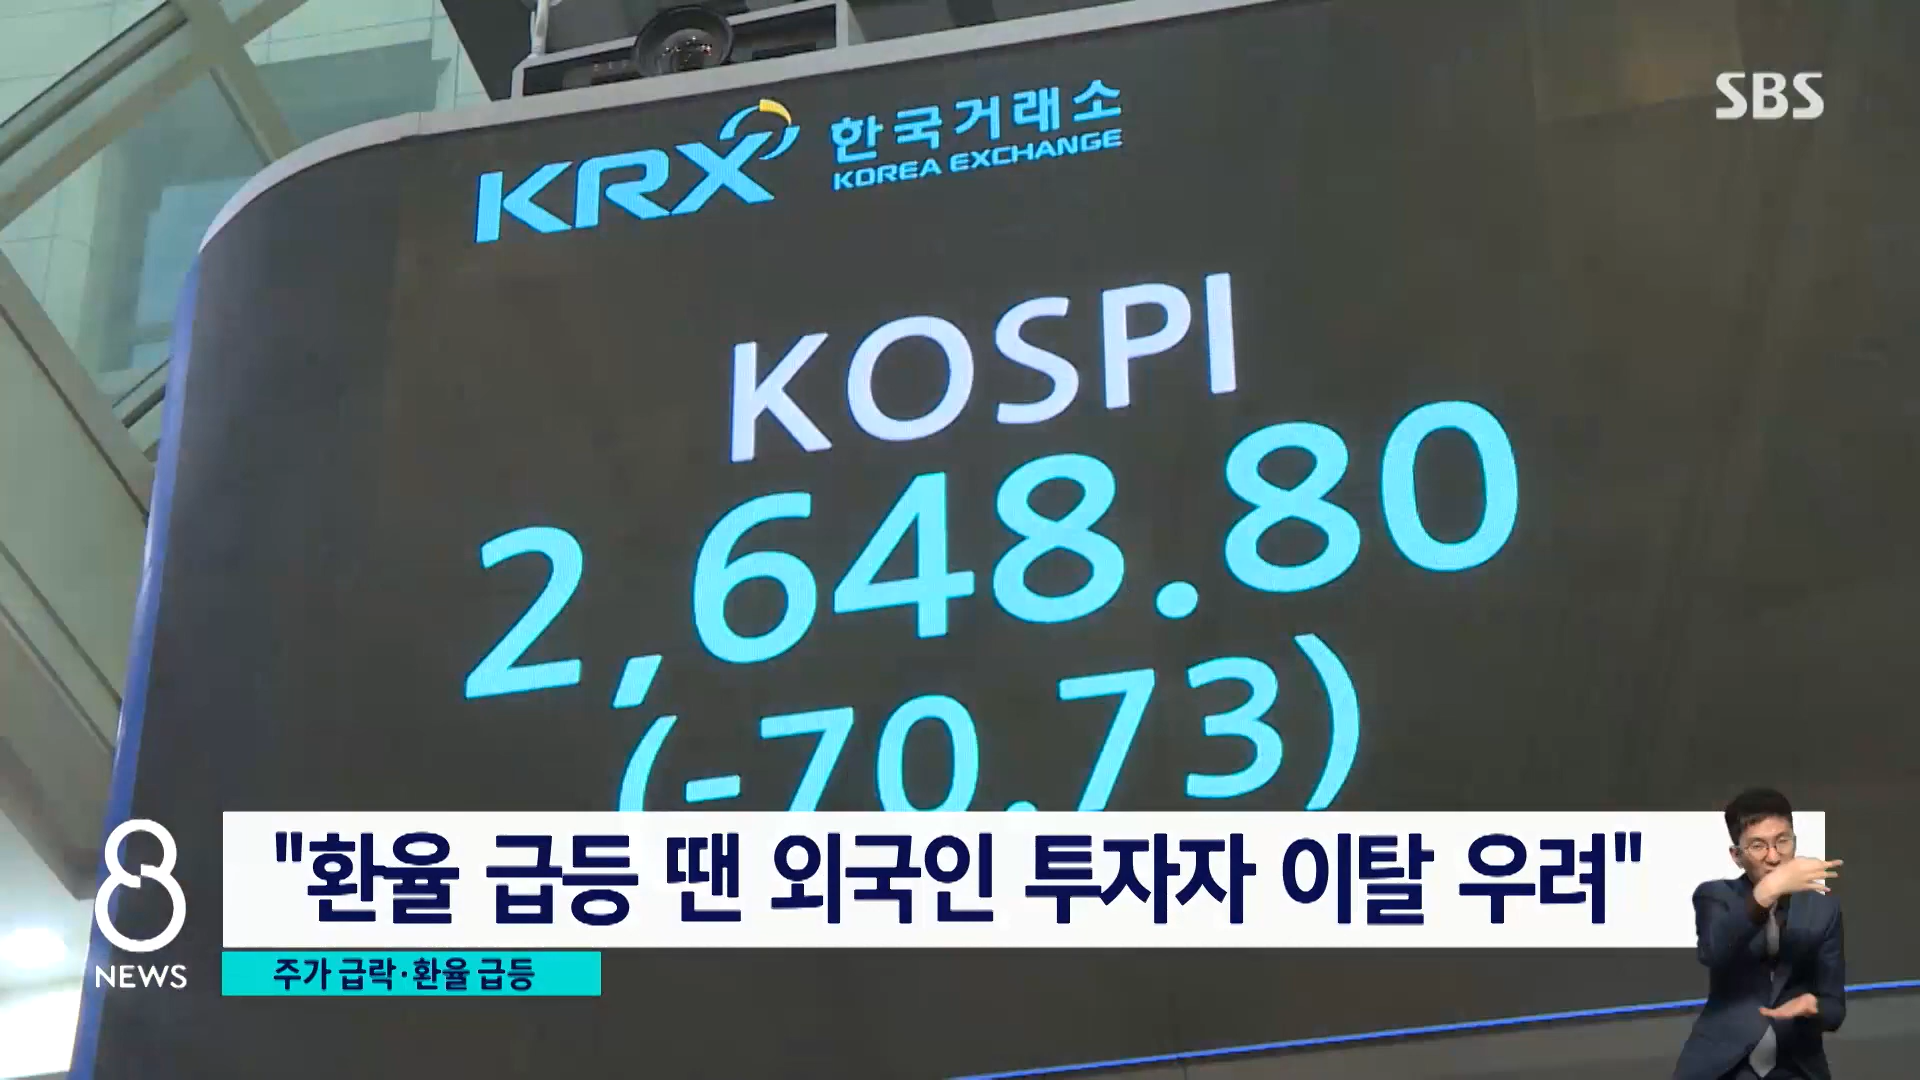 SBS
KRX 한국거래소
KOREA EXCHANGE
KOSPI
2,648.80
(-70.73)
"환율 급등 땐 외국인 투자자 이탈 우려"
8
NEWS
주가 급락·환율 급등